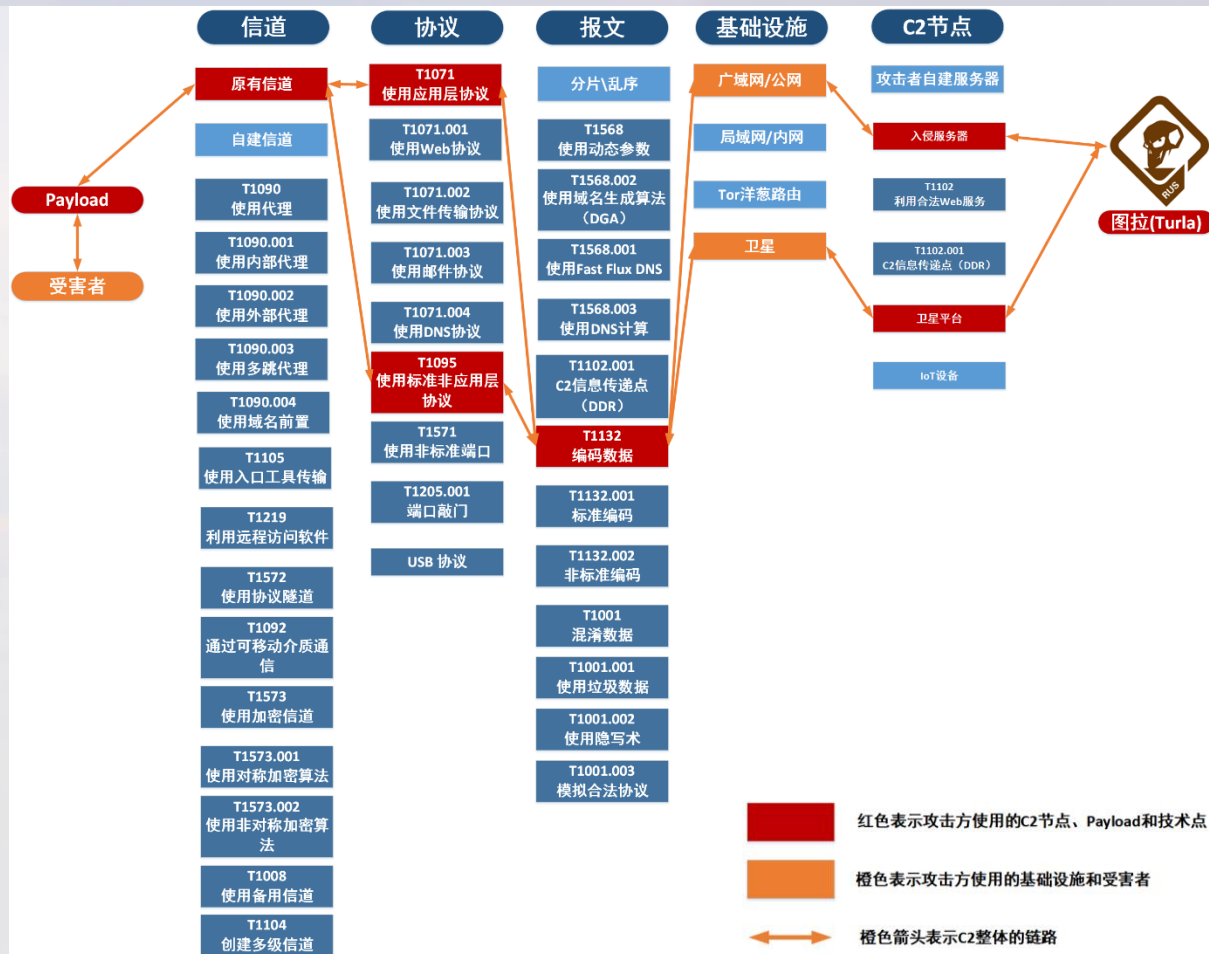 信道
协议
报文
基础设施
C2节点
Payload
受害者
原有信道
自建信道
T1090
使用代理
T1090.001
使用内部代理
T1090.002
使用外部代理
T1090.003
使用多跳代理
T1090.004
使用域名前置
T1105
使用入口工具传输
T1219
利用远程访问软件
T1572
使用协议隧道
T1092
通过可移动介质通
信
T1573
使用加密信道
T1573.001
使用对称加密算法
T1573.002
使用非对称加密算
法
T1008
使用备用信道
T1104
创建多级信道
T1071
使用应用层协议
T1071.001
使用Web协议
T1071.002
使用文件传输协议
T1071.003
使用邮件协议
T1071.004
使用DNS协议
T1095
使用标准非应用层
协议
T1571
使用非标准端口
T1205.001
端口敲门
USB 协议
分片\乱序
T1568
使用动态参数
T1568.002
使用域名生成算法
（DGA）
T1568.001
使用Fast Flux DNS
T1568.003
使用DNS计算
T1102.001
C2信息传递点
（DDR）
T1132
编码数据
T1132.001
标准编码
T1132.002
非标准编码
T1001
混淆数据
T1001.001
使用垃圾数据
T1001.002
使用隐写术
T1001.003
模拟合法协议
广域网/公网
局域网/内网
Tor洋葱路由
卫星
攻击者自建服务器
入侵服务器
T1102
利用合法Web服务
T1102.001
C2信息传递点（DDR）
卫星平台
IoT设备
RUS
图拉(Turla)
红色表示攻击方使用的C2节点、Payload和技术点
橙色表示攻击方使用的基础设施和受害者
橙色箭头表示C2整体的链路